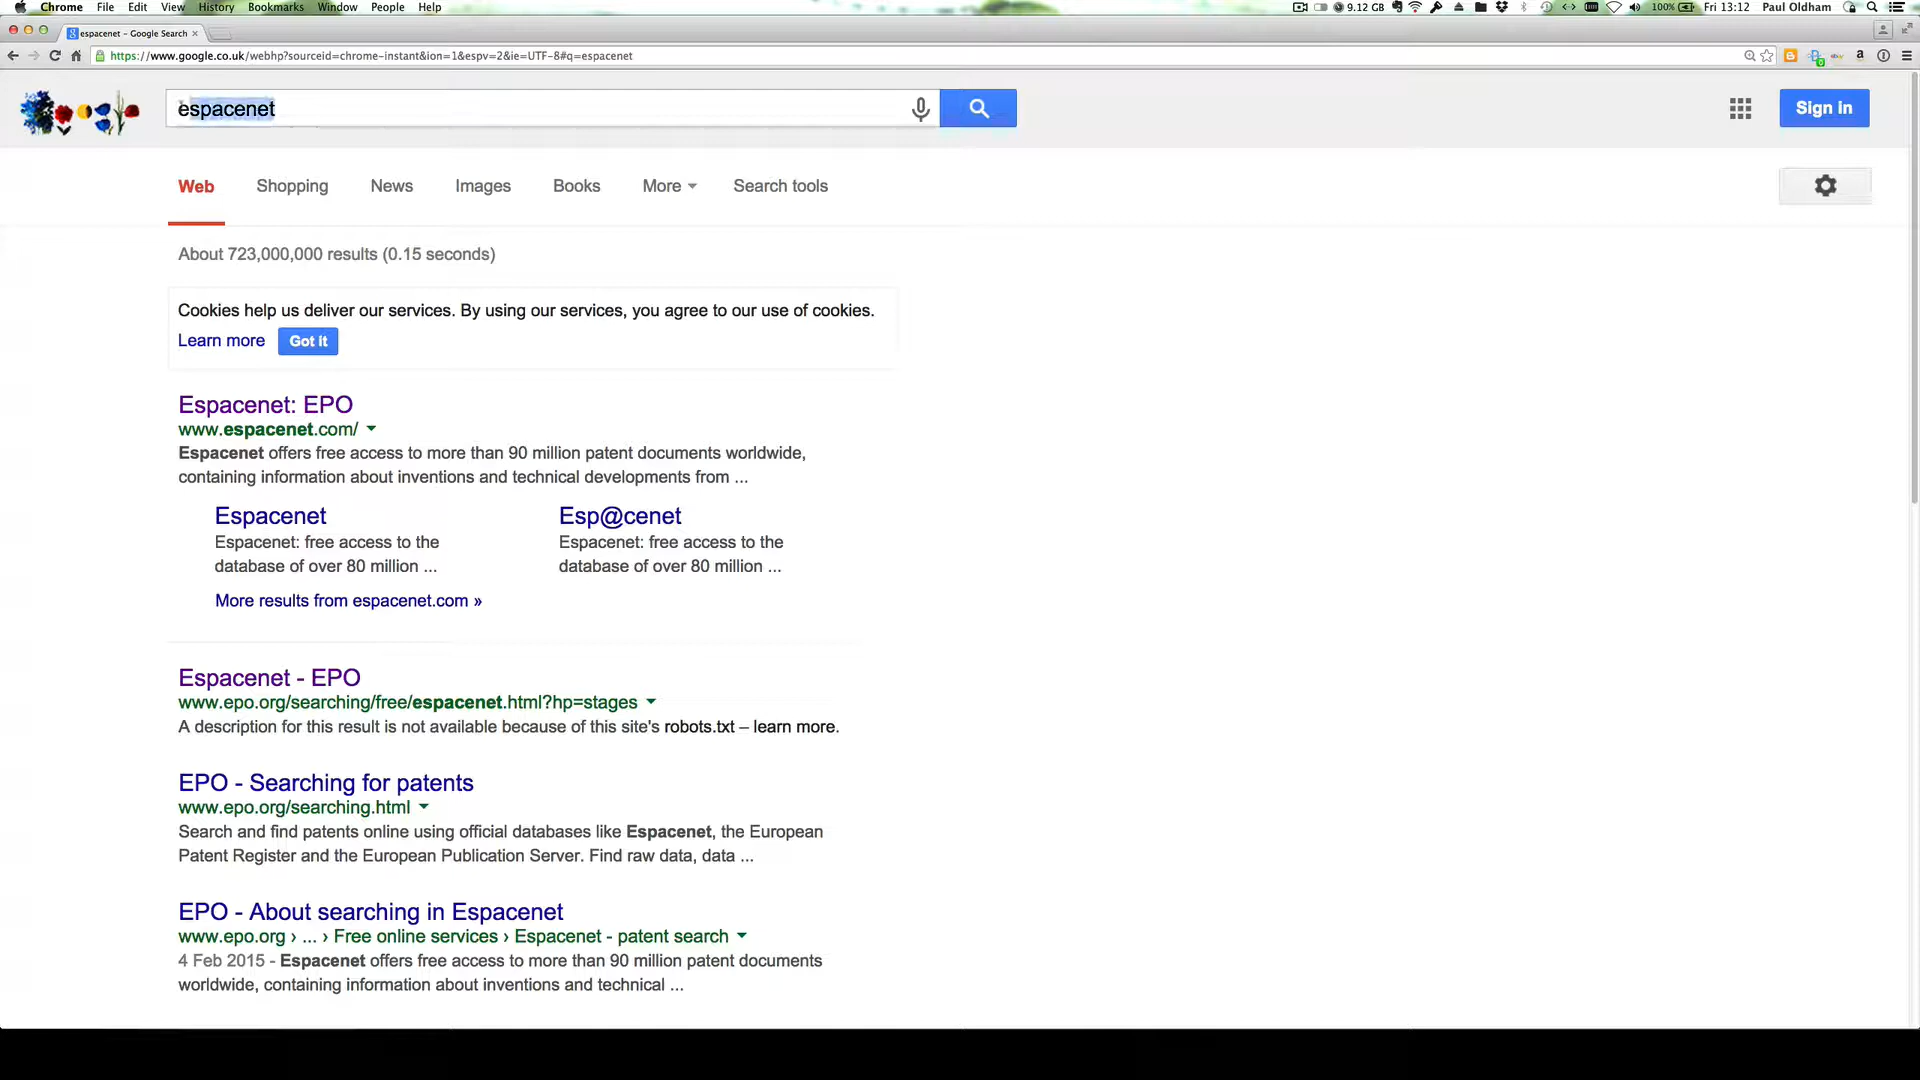 Chrome File Edit View History Bookmarks Window People Help 9.12 GB 100% Fri 13:12 Paul Oldham
espacenet - Google Search
https://www.google.co.uk/webhp?sourceid=chrome-instant&ion=1&espv=2&ie=UTF-8#q=espacenet
espacenet
Sign in
Web Shopping News Images Books More Search tools
About 723,000,000 results (0.15 seconds)
Cookies help us deliver our services. By using our services, you agree to our use of cookies.
Learn more Got it
Espacenet: EPO
www.espacenet.com/
Espacenet offers free access to more than 90 million patent documents worldwide,
containing information about inventions and technical developments from ...
Espacenet Esp@cenet
Espacenet: free access to the Espacenet: free access to the
database of over 80 million ... database of over 80 million ...
More results from espacenet.com »
Espacenet - EPO
www.epo.org/searching/free/espacenet.html?hp=stages
A description for this result is not available because of this site's robots.txt – learn more.
EPO - Searching for patents
www.epo.org/searching.html
Search and find patents online using official databases like Espacenet, the European
Patent Register and the European Publication Server. Find raw data, data ...
EPO - About searching in Espacenet
www.epo.org › ... › Free online services › Espacenet - patent search
4 Feb 2015 - Espacenet offers free access to more than 90 million patent documents
worldwide, containing information about inventions and technical ...